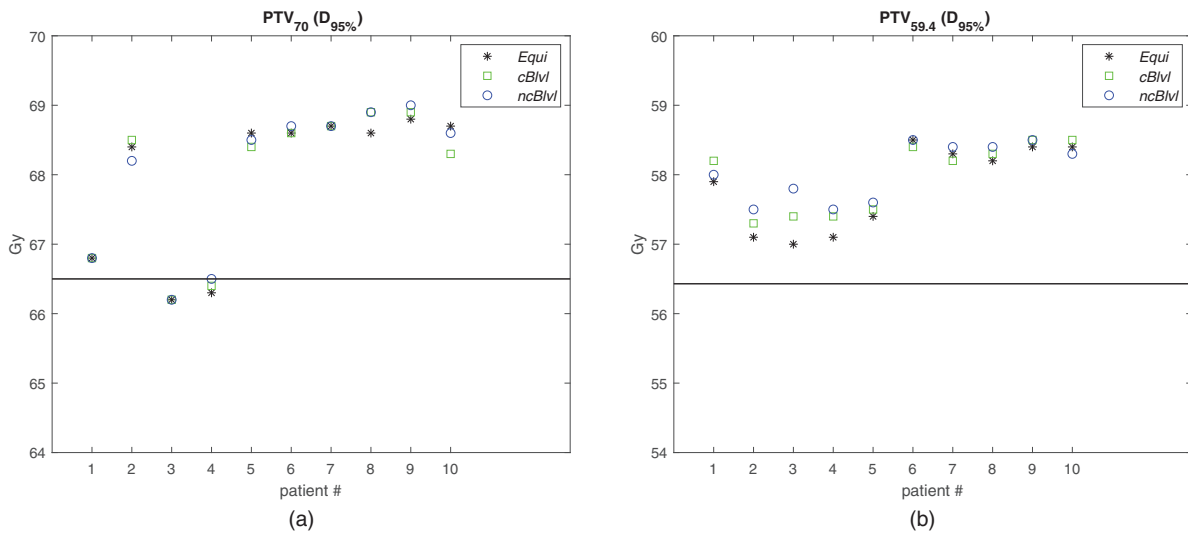 PTV70 (D95%)
70
69
68
67
66
65
64
Gy
1 2 3 4 5 6 7 8 9 10
patient #
Equi
cBlvl
ncBlvl
(a)
PTV59.4 (D95%)
60
59
58
57
56
55
54
Gy
1 2 3 4 5 6 7 8 9 10
patient #
Equi
cBlvl
ncBlvl
(b)